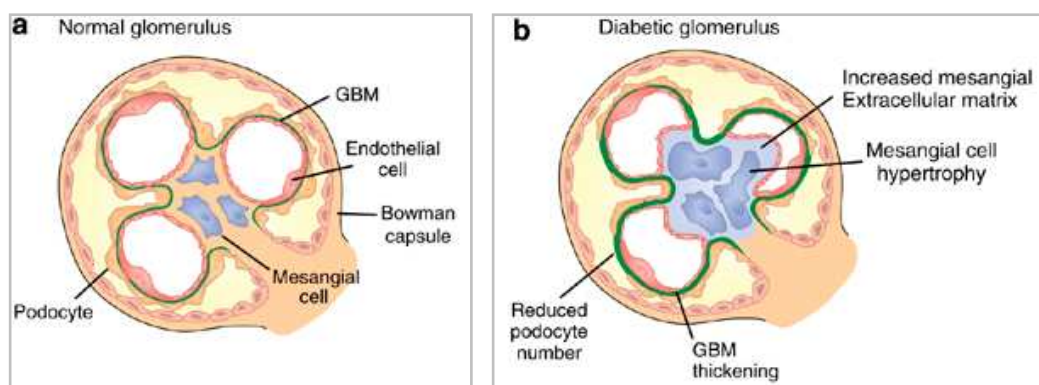 a Normal glomerulus
GBM
Endothelial
cell
Bowman
capsule
Mesangial
cell
Podocyte
b Diabetic glomerulus
Increased mesangial
Extracellular matrix
Mesangial cell
hypertrophy
Reduced
podocyte
number
GBM
thickening